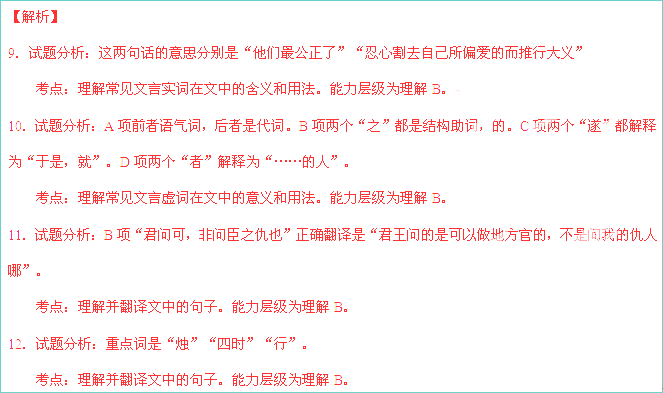 【解析】
9. 试题分析：这两句话的意思分别是“他们最公正了”“忍心割去自己所偏爱的而推行大义”
考点：理解常见文言实词在文中的含义和用法。能力层级为理解 B。
10. 试题分析：A 项前者语气词，后者是代词。B 项两个“之”都是结构助词，的。C 项两个“遂”都解释
为“于是，就”。D 项两个“者”解释为“……的人”。
考点：理解常见文言虚词在文中的意义和用法。能力层级为理解 B。
11. 试题分析：B 项“君问可，非问臣之仇也”正确翻译是“君王问的是可以做地方官的，不是问我的仇人
哪”。
考点：理解并翻译文中的句子。能力层级为理解 B。
12. 试题分析：重点词是“烛”“四时”“行”。
考点：理解并翻译文中的句子。能力层级为理解 B。